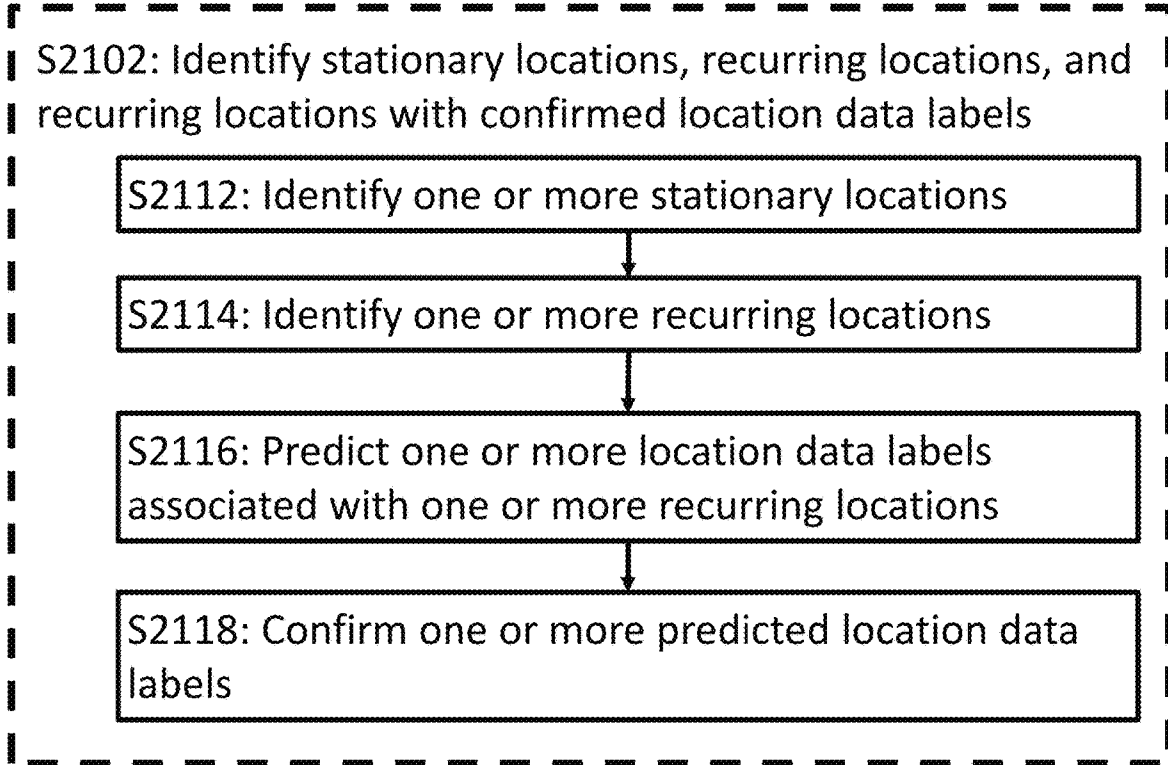 S2102: Identify stationary locations, recurring locations, and
recurring locations with confirmed location data labels
S2112: Identify one or more stationary locations
S2114: Identify one or more recurring locations
S2116: Predict one or more location data labels
associated with one or more recurring locations
S2118: Confirm one or more predicted location data
labels